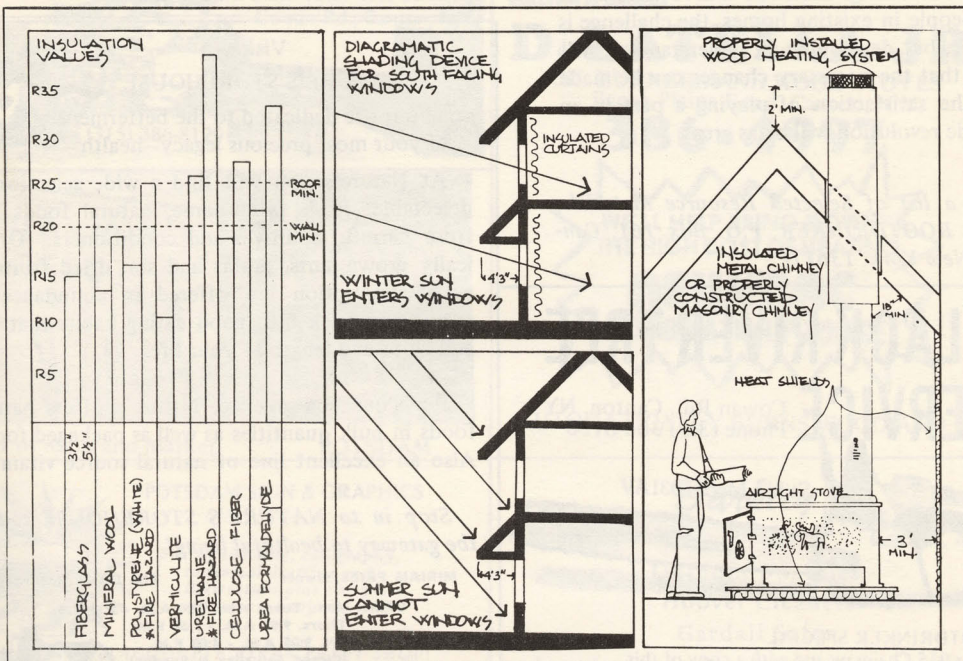 INSULATION
VALUES
R35
R30
R25
R20
R15
R10
R5
ROOF
MIN.
WALL
MIN.
3½"
5½"
FIBERGLASS
MINERAL WOOL
POLYSTYRENE (WHITE)
* FIRE HAZARD
VERMICULITE
URETHANE
* FIRE HAZARD
CELLULOSE FIBER
UREA FORMALDEHYDE
DIAGRAMATIC
SHADING DEVICE
FOR SOUTH FACING
WINDOWS
INSULATED
CURTAINS
4'3"
WINTER SUN
ENTERS WINDOWS
4'3"
SUMMER SUN
CANNOT
ENTER WINDOWS
PROPERLY INSTALLED
WOOD HEATING SYSTEM
MIN.
INSULATED
METAL CHIMNEY
OR PROPERLY
CONSTRUCTED
MASONRY CHIMNEY
18"
MIN.
HEAT SHIELDS
AIRTIGHT STOVE
3'
MIN.